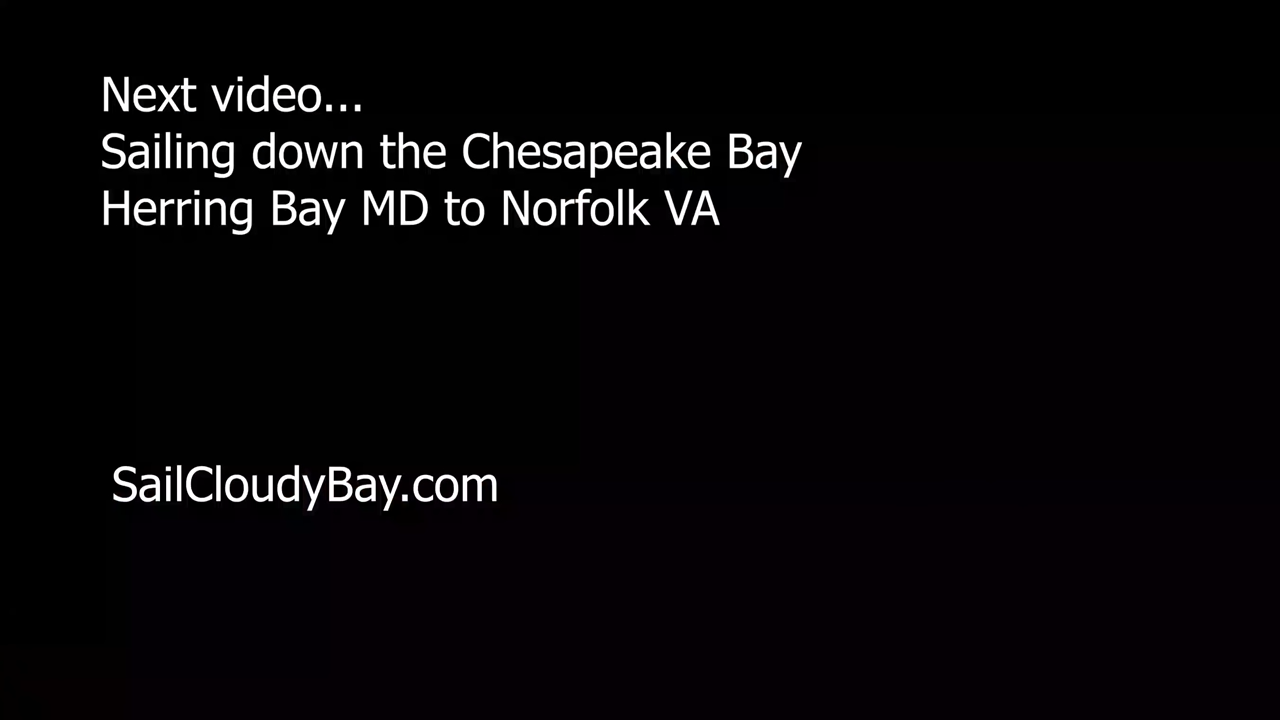 Next video...
Sailing down the Chesapeake Bay
Herring Bay MD to Norfolk VA
SailCloudyBay.com